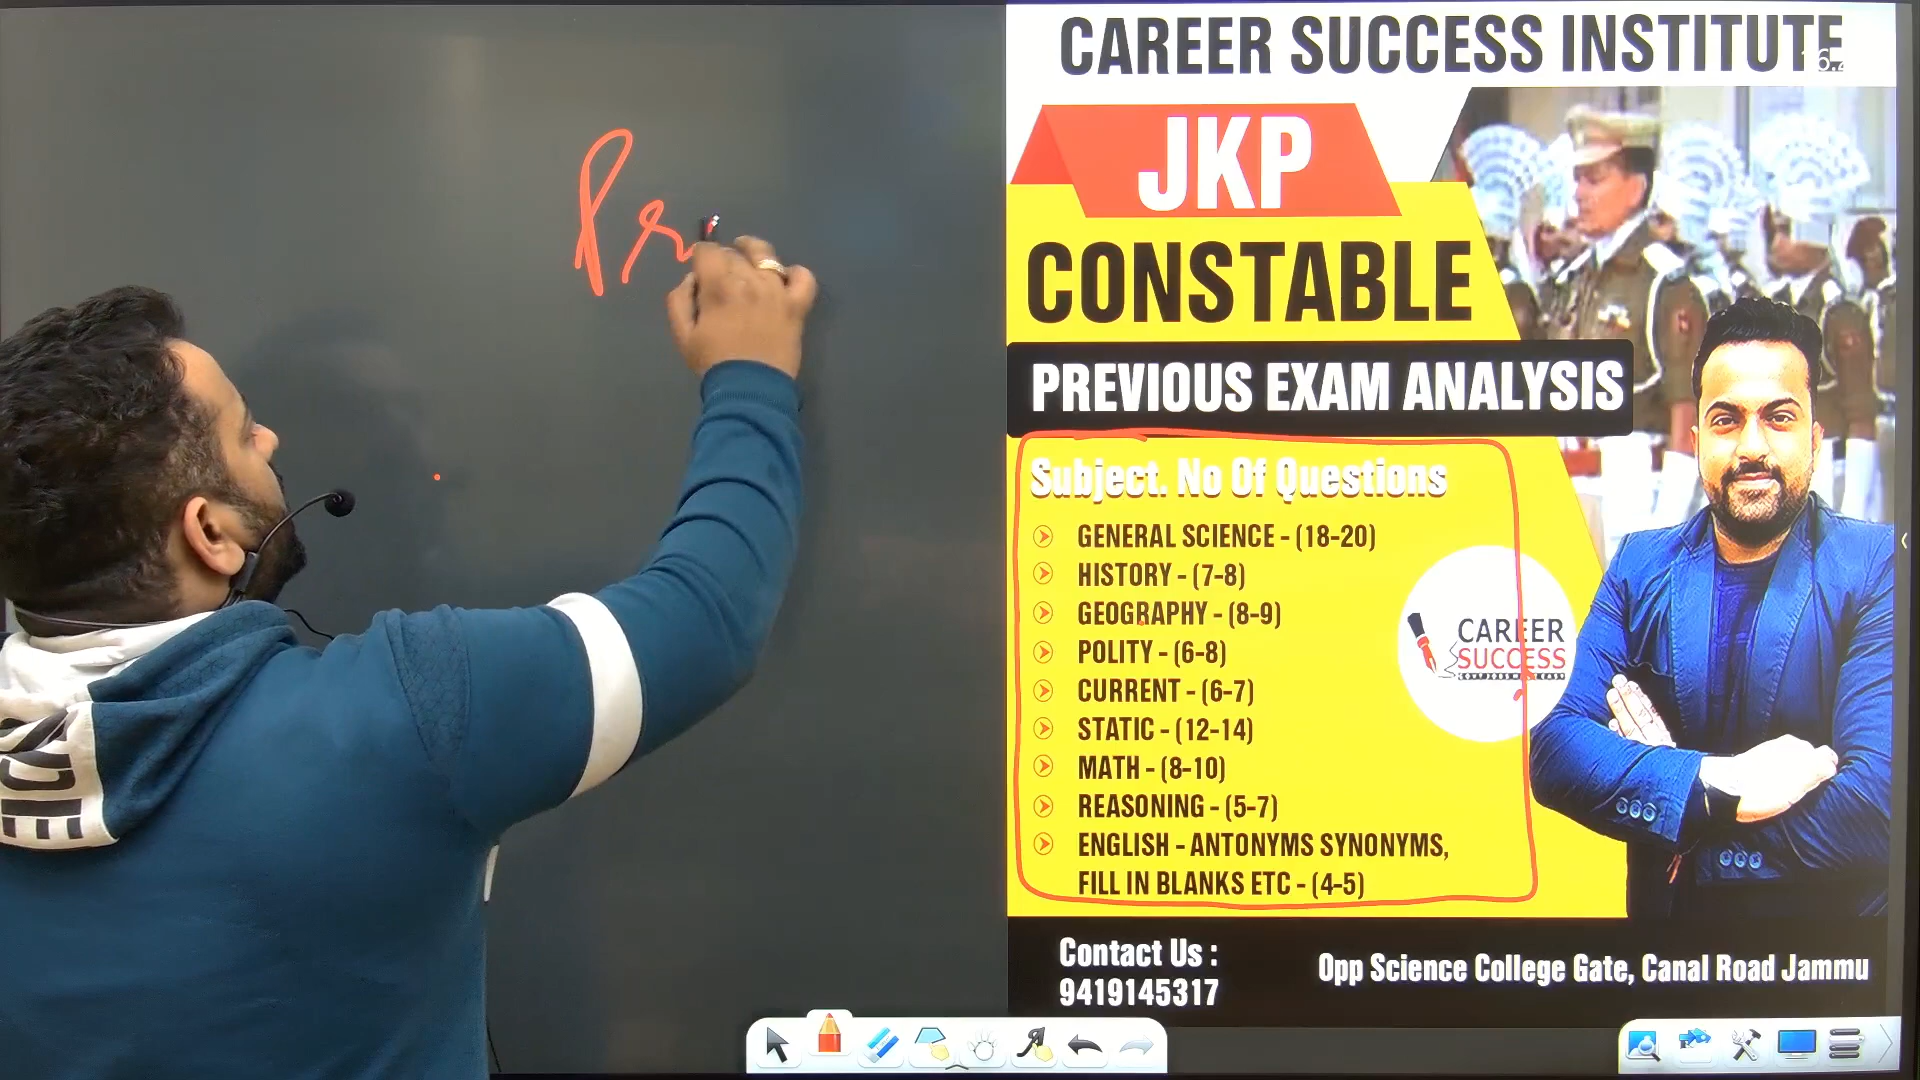 CAREER SUCCESS INSTITUTE
JKP
CONSTABLE
PREVIOUS EXAM ANALYSIS
Subject. No Of Questions
GENERAL SCIENCE - (18-20)
HISTORY - (7-8)
GEOGRAPHY - (8-9)
POLITY - (6-8)
CURRENT - (6-7)
STATIC - (12-14)
MATH - (8-10)
REASONING - (5-7)
ENGLISH - ANTONYMS SYNONYMS,
FILL IN BLANKS ETC - (4-5)
CAREER
SUCCESS
Contact Us :
9419145317
Opp Science College Gate, Canal Road Jammu